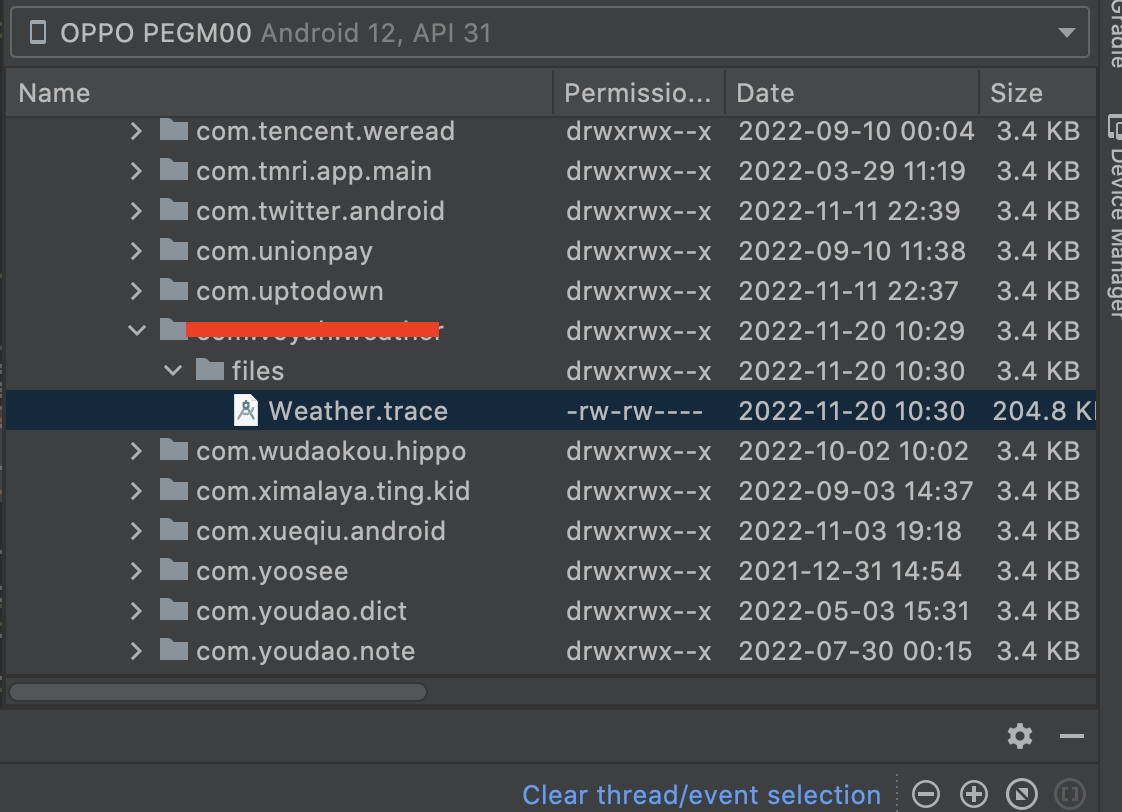 OPPO PEGM00 Android 12, API 31
Name Permissio... Date Size
com.tencent.weread drwxrwx--x 2022-09-10 00:04 3.4 KB
com.tmri.app.main drwxrwx--x 2022-03-29 11:19 3.4 KB
com.twitter.android drwxrwx--x 2022-11-11 22:39 3.4 KB
com.unionpay drwxrwx--x 2022-09-10 11:38 3.4 KB
com.uptodown drwxrwx--x 2022-11-11 22:37 3.4 KB
drwxrwx--x 2022-11-20 10:29 3.4 KB
files drwxrwx--x 2022-11-20 10:30 3.4 KB
Weather.trace -rw-rw---- 2022-11-20 10:30 204.8 K
com.wudaokou.hippo drwxrwx--x 2022-10-02 10:02 3.4 KB
com.ximalaya.ting.kid drwxrwx--x 2022-09-03 14:37 3.4 KB
com.xueqiu.android drwxrwx--x 2022-11-03 19:18 3.4 KB
com.yoosee drwxrwx--x 2021-12-31 14:54 3.4 KB
com.youdao.dict drwxrwx--x 2022-05-03 15:31 3.4 KB
com.youdao.note drwxrwx--x 2022-07-30 00:15 3.4 KB
Clear thread/event selection
Gradle
Device Manager